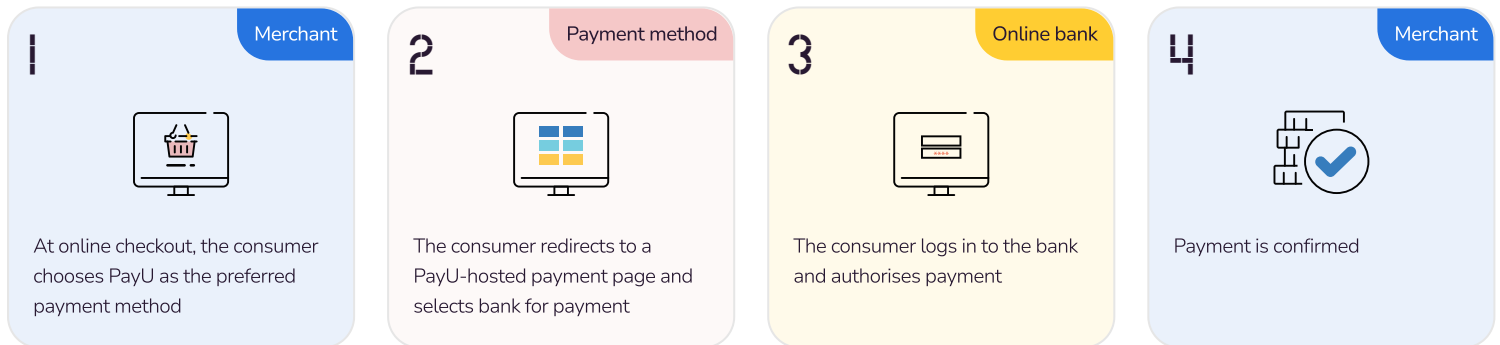 1
Merchant
At online checkout, the consumer
chooses PayU as the preferred
payment method
2
Payment method
The consumer redirects to a
PayU-hosted payment page and
selects bank for payment
3
Online bank
The consumer logs in to the bank
and authorises payment
4
Merchant
Payment is confirmed